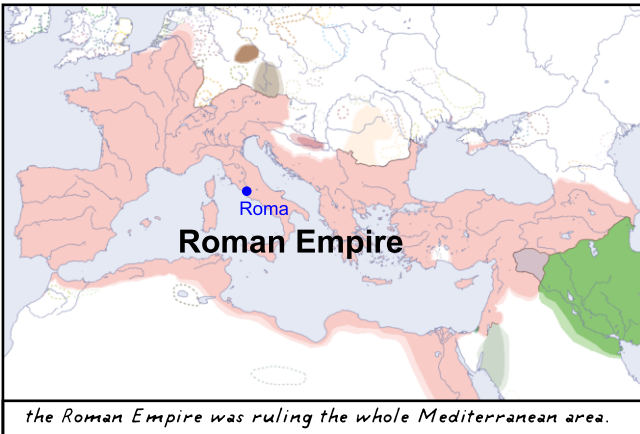 Roma
Roman Empire
the Roman Empire was ruling the whole Mediterranean area.